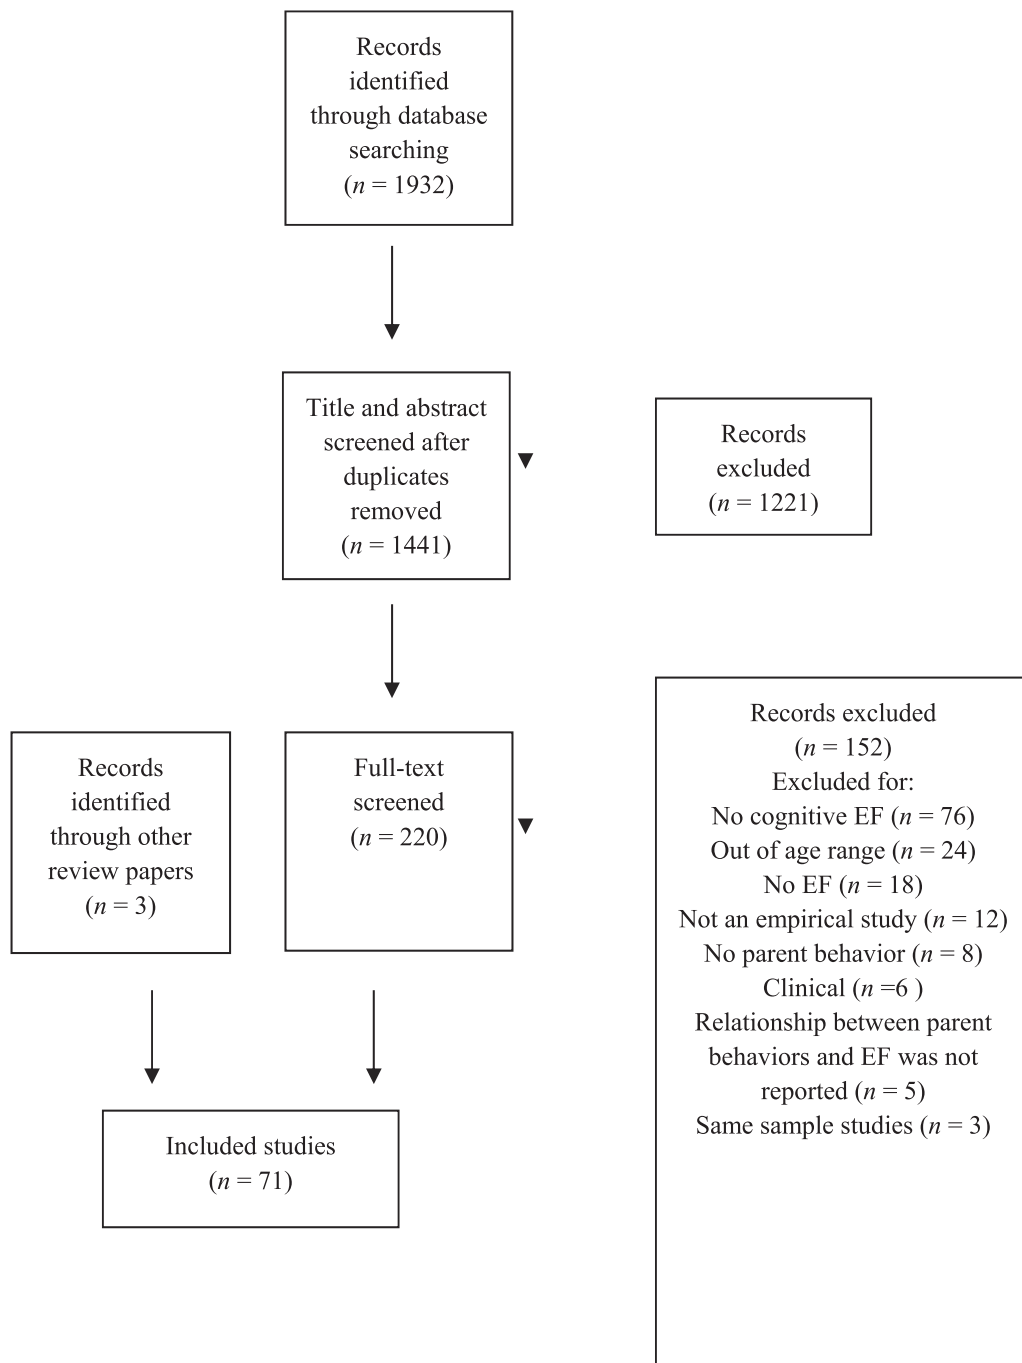 Records
identified
through database
searching
(n = 1932)
Title and abstract
screened after
duplicates
removed
(n = 1441)
Records
excluded
(n = 1221)
Records
identified
through other
review papers
(n = 3)
Full-text
screened
(n = 220)
Records excluded
(n = 152)
Excluded for:
No cognitive EF (n = 76)
Out of age range (n = 24)
No EF (n = 18)
Not an empirical study (n = 12)
No parent behavior (n = 8)
Clinical (n =6 )
Relationship between parent
behaviors and EF was not
reported (n = 5)
Same sample studies (n = 3)
Included studies
(n = 71)